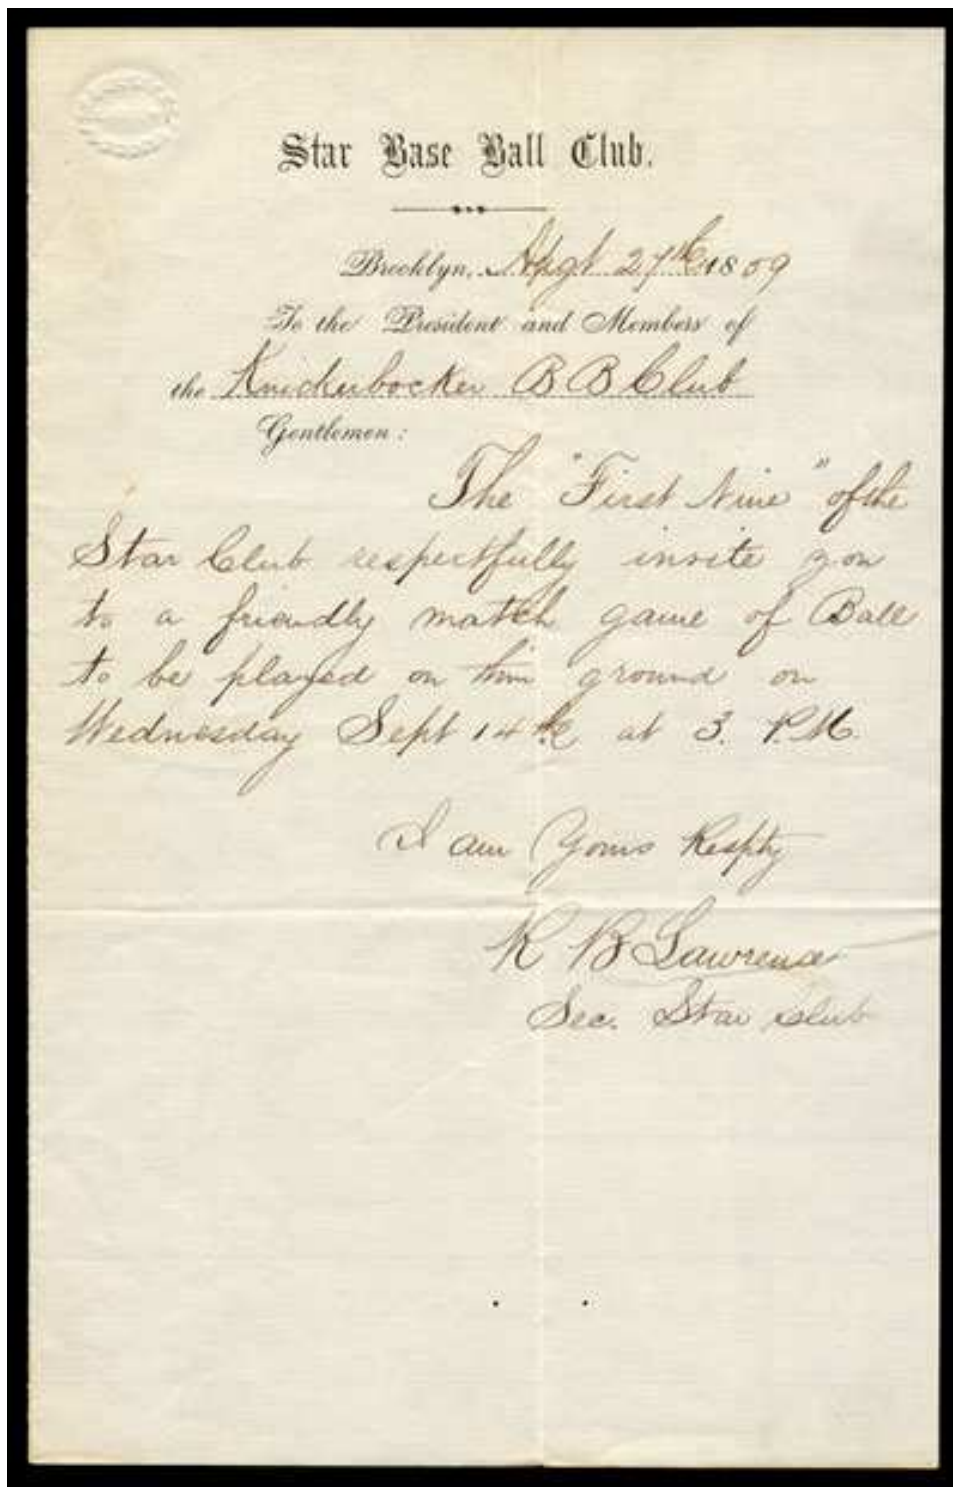 Star Base Ball Club.
Brooklyn, 27th 1859
To the President and Members of
the Knickerbocker B B Club
Gentlemen:
The "First Nine" of the
Star Club respectfully invite you
to a friendly match game of Ball
to be played on their ground on
Wednesday Sept 14th at 3. P.M.
I am Yours Respty
R B Lawrence
Sec. Star Club